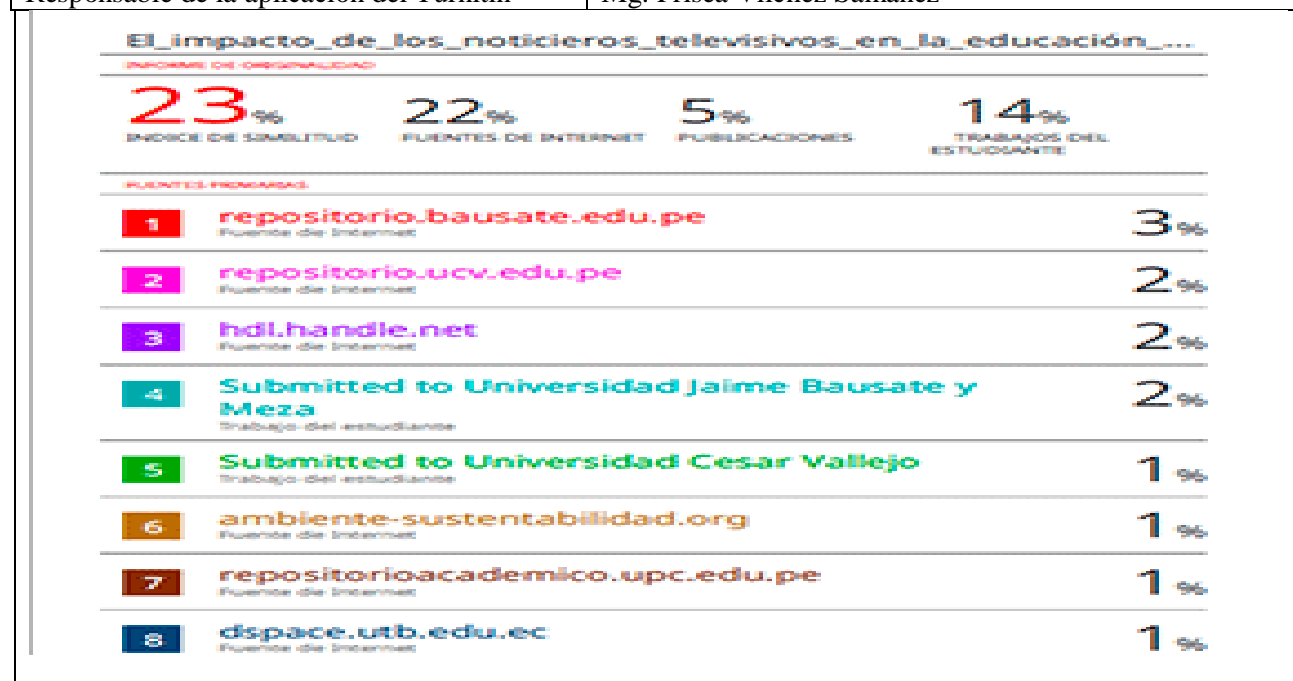 Responsable de la aplicación del Turnitin Mg. Prisea Vílchez Samanez
El_impacto_de_los_noticieros_televisivos_en_la_educación_...
INFORME DE ORIGINALIDAD
23% 22% 5% 14%
INDICE DE SIMILITUD FUENTES DE INTERNET PUBLICACIONES TRABAJOS DEL
ESTUDIANTE
FUENTES PRIMARIAS
1 repositorio.bausate.edu.pe 3%
Fuente de Internet
2 repositorio.ucv.edu.pe 2%
Fuente de Internet
3 hdl.handle.net 2%
Fuente de Internet
4 Submitted to Universidad Jaime Bausate y 2%
Meza
Trabajo del estudiante
5 Submitted to Universidad Cesar Vallejo 1%
Trabajo del estudiante
6 ambiente-sustentabilidad.org 1%
Fuente de Internet
7 repositorioacademico.upc.edu.pe 1%
Fuente de Internet
8 dspace.utb.edu.ec 1%
Fuente de Internet